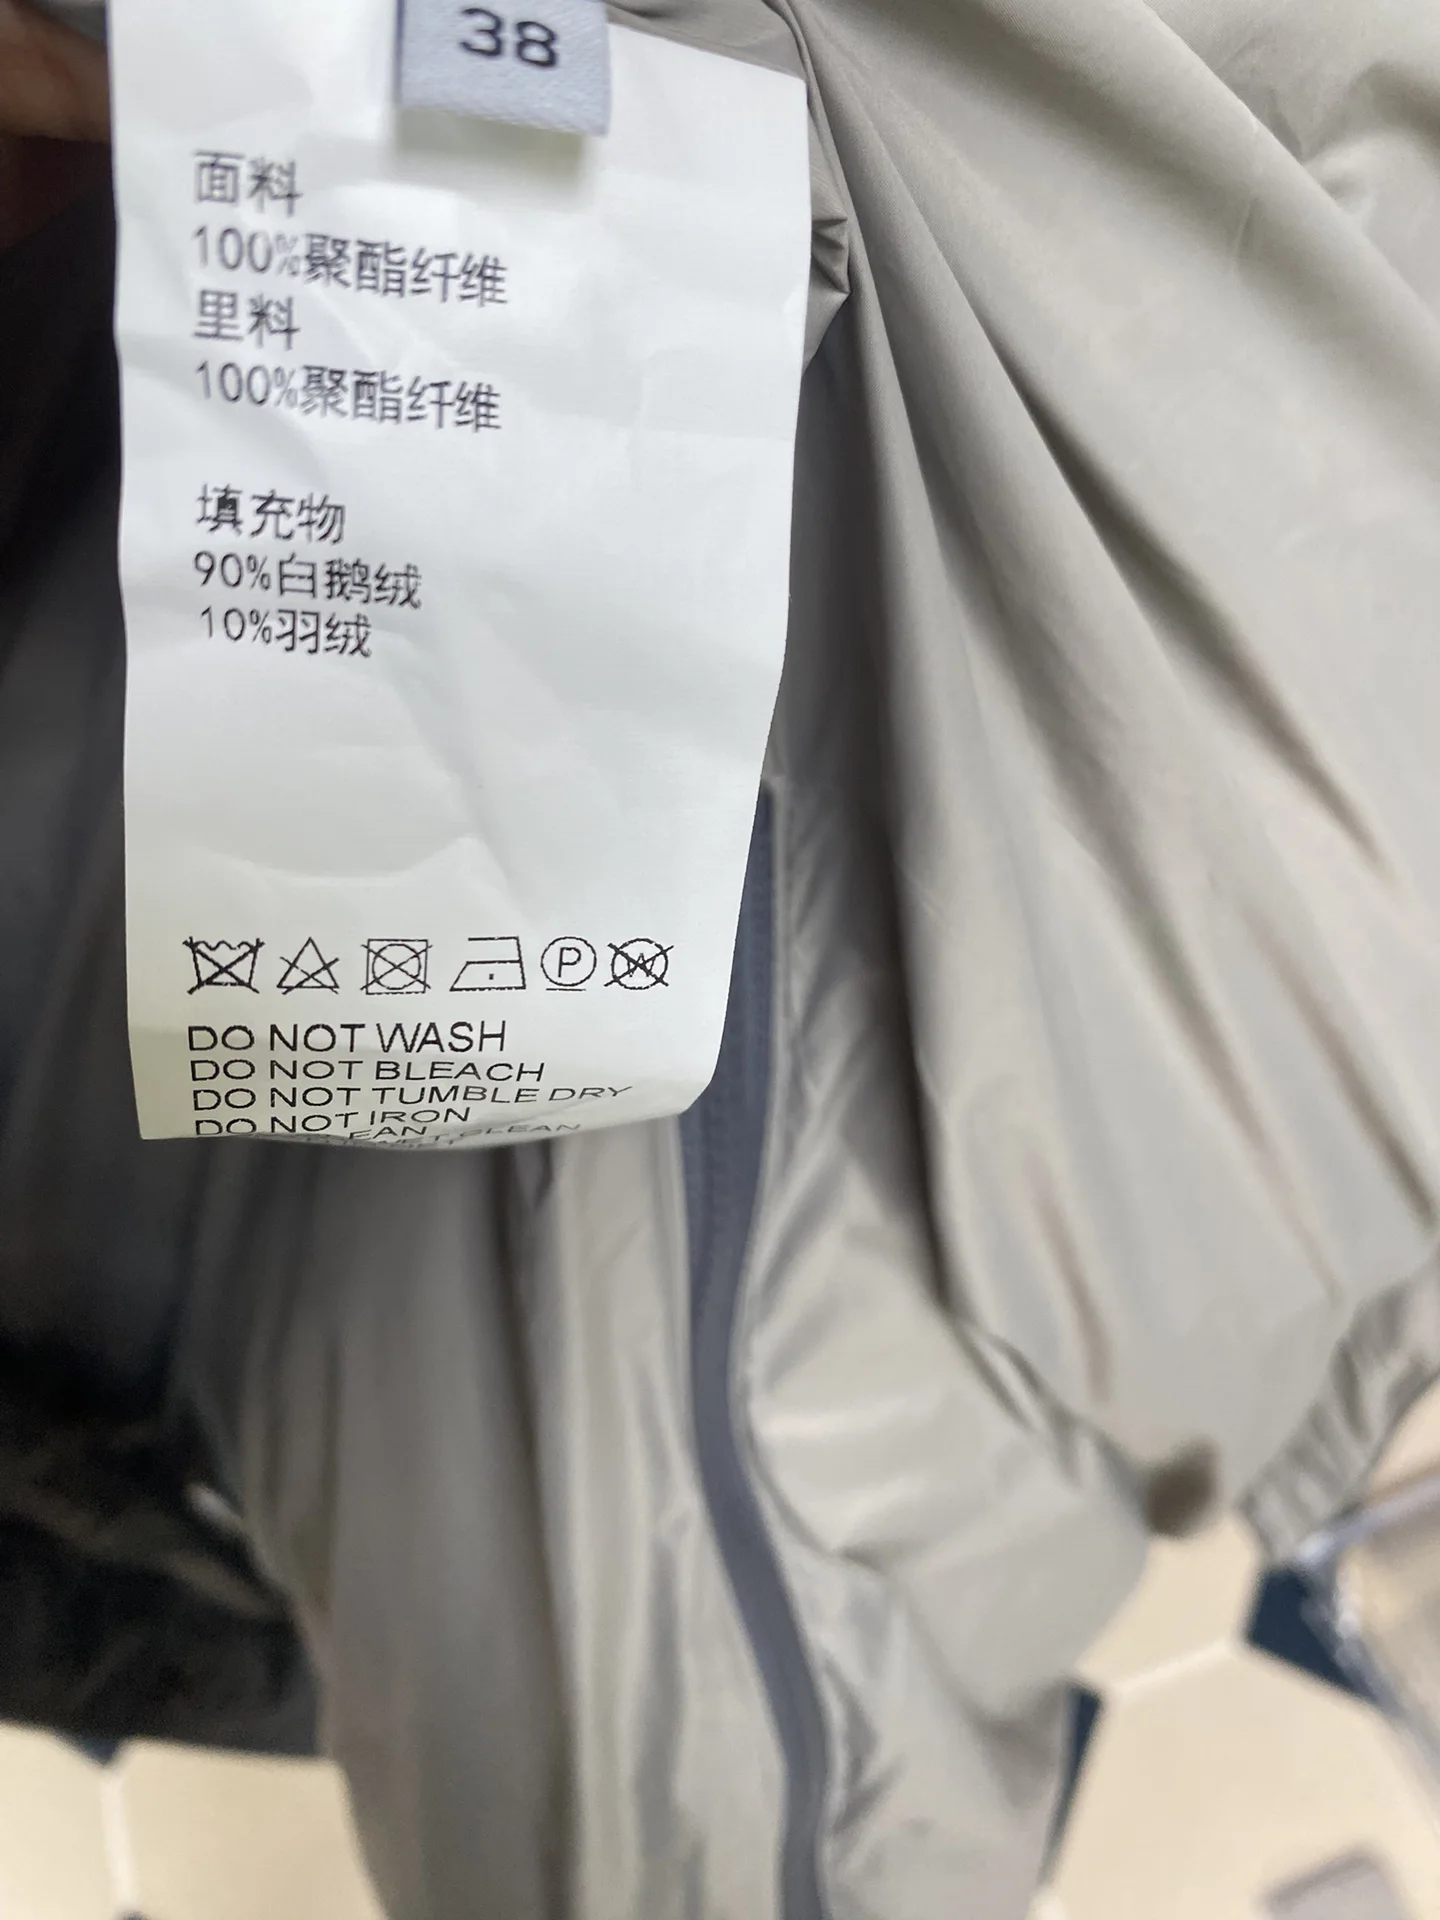 38
面料
100%聚酯纤维
里料
100%聚酯纤维
填充物
90%白鹅绒
10%羽绒
P W
DO NOT WASH
DO NOT BLEACH
DO NOT TUMBLE DRY
DO NOT IRON